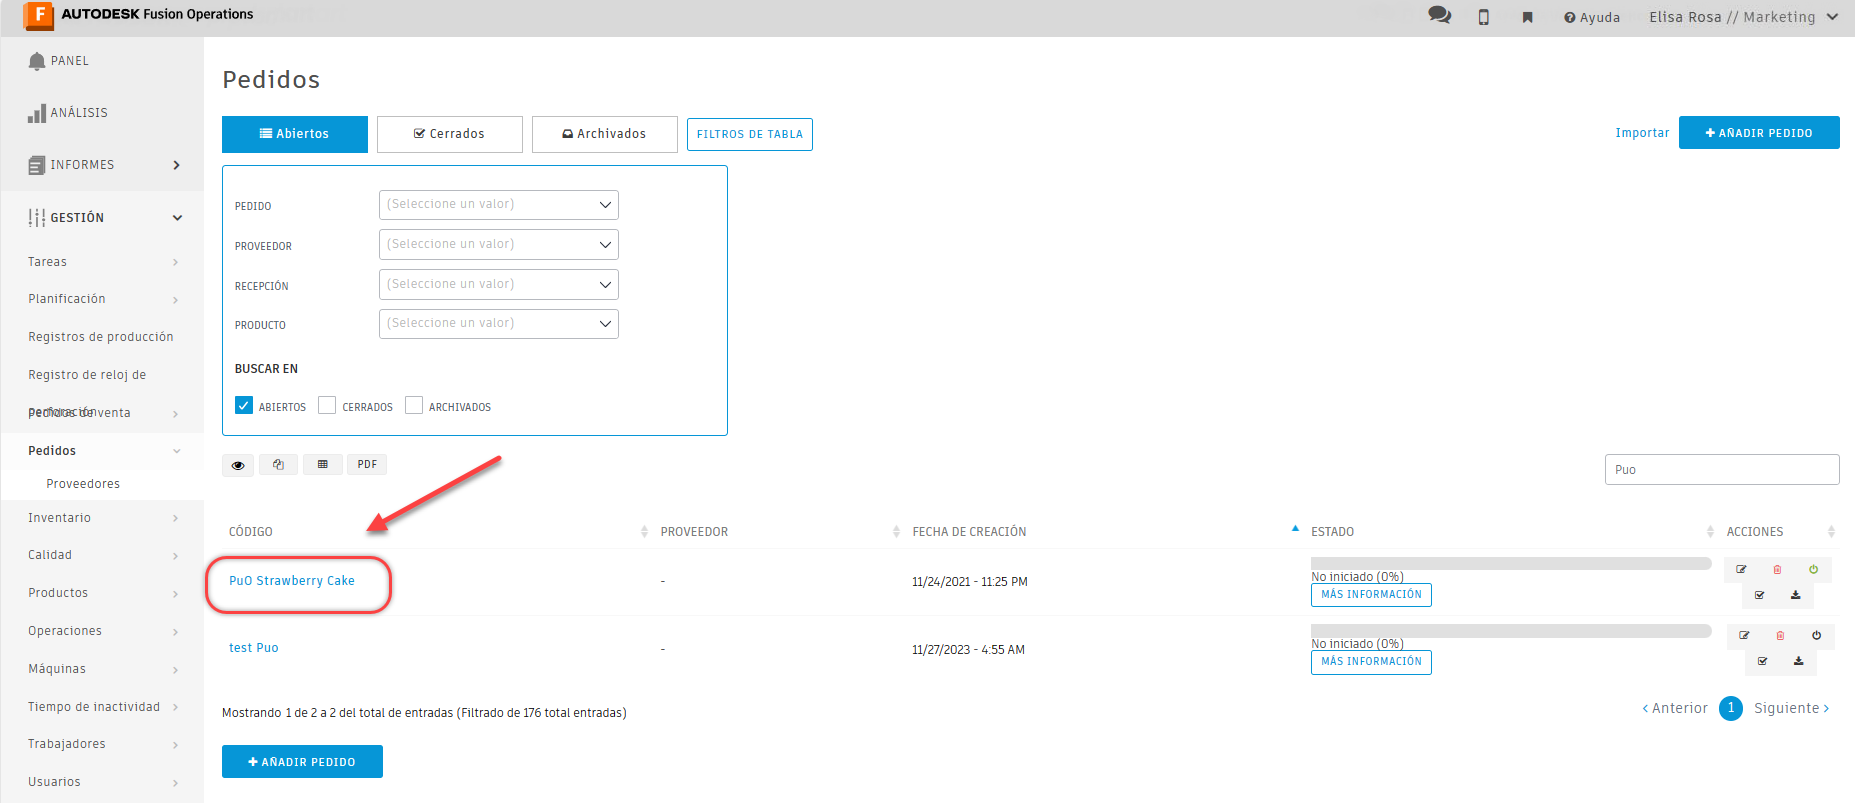 AUTODESK Fusion Operations
Ayuda
Elisa Rosa // Marketing
PANEL
ANÁLISIS
INFORMES
GESTIÓN
Tareas
Planificación
Registros de producción
Registro de reloj de
perforación
Pedidos de venta
Pedidos
Proveedores
Inventario
Calidad
Productos
Operaciones
Máquinas
Tiempo de inactividad
Trabajadores
Usuarios
Pedidos
Abiertos
Cerrados
Archivados
FILTROS DE TABLA
Importar
AÑADIR PEDIDO
PEDIDO
(Seleccione un valor)
PROVEEDOR
(Seleccione un valor)
RECEPCIÓN
(Seleccione un valor)
PRODUCTO
(Seleccione un valor)
BUSCAR EN
ABIERTOS
CERRADOS
ARCHIVADOS
PDF
Puo
CÓDIGO
PROVEEDOR
FECHA DE CREACIÓN
ESTADO
ACCIONES
PuO Strawberry Cake
-
11/24/2021 - 11:25 PM
No iniciado (0%)
MÁS INFORMACIÓN
test Puo
-
11/27/2023 - 4:55 AM
No iniciado (0%)
MÁS INFORMACIÓN
Mostrando 1 de 2 a 2 del total de entradas (Filtrado de 176 total entradas)
Anterior
1
Siguiente
AÑADIR PEDIDO